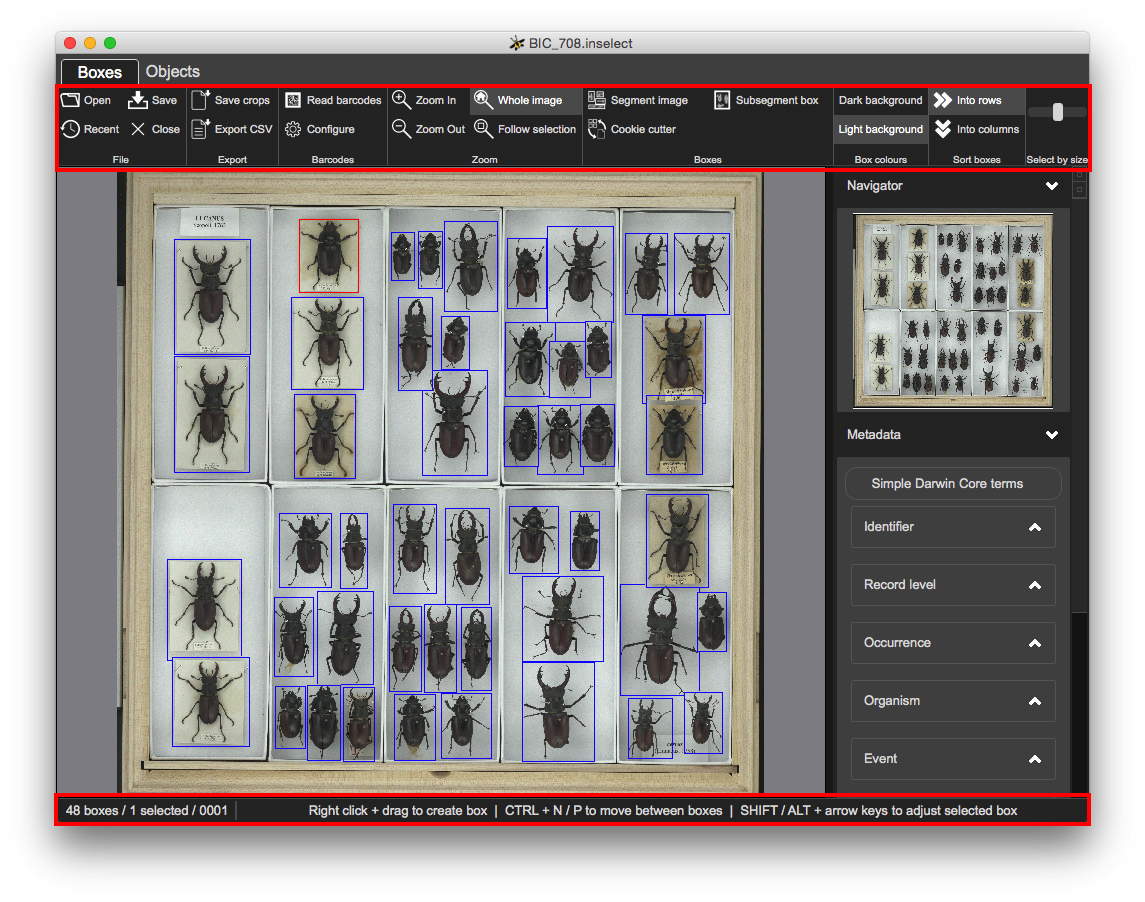 BIC_708.inselect
Boxes Objects
Open Save Save crops Read barcodes Zoom In Whole image Segment image Subsegment box Dark background Into rows
Recent Close Export CSV Configure Zoom Out Follow selection Cookie cutter Light background Into columns
File Export Barcodes Zoom Boxes Box colours Sort boxes Select by size
Navigator
Metadata
Simple Darwin Core terms
Identifier
Record level
Occurrence
Organism
Event
48 boxes / 1 selected / 0001 Right click + drag to create box | CTRL + N / P to move between boxes | SHIFT / ALT + arrow keys to adjust selected box